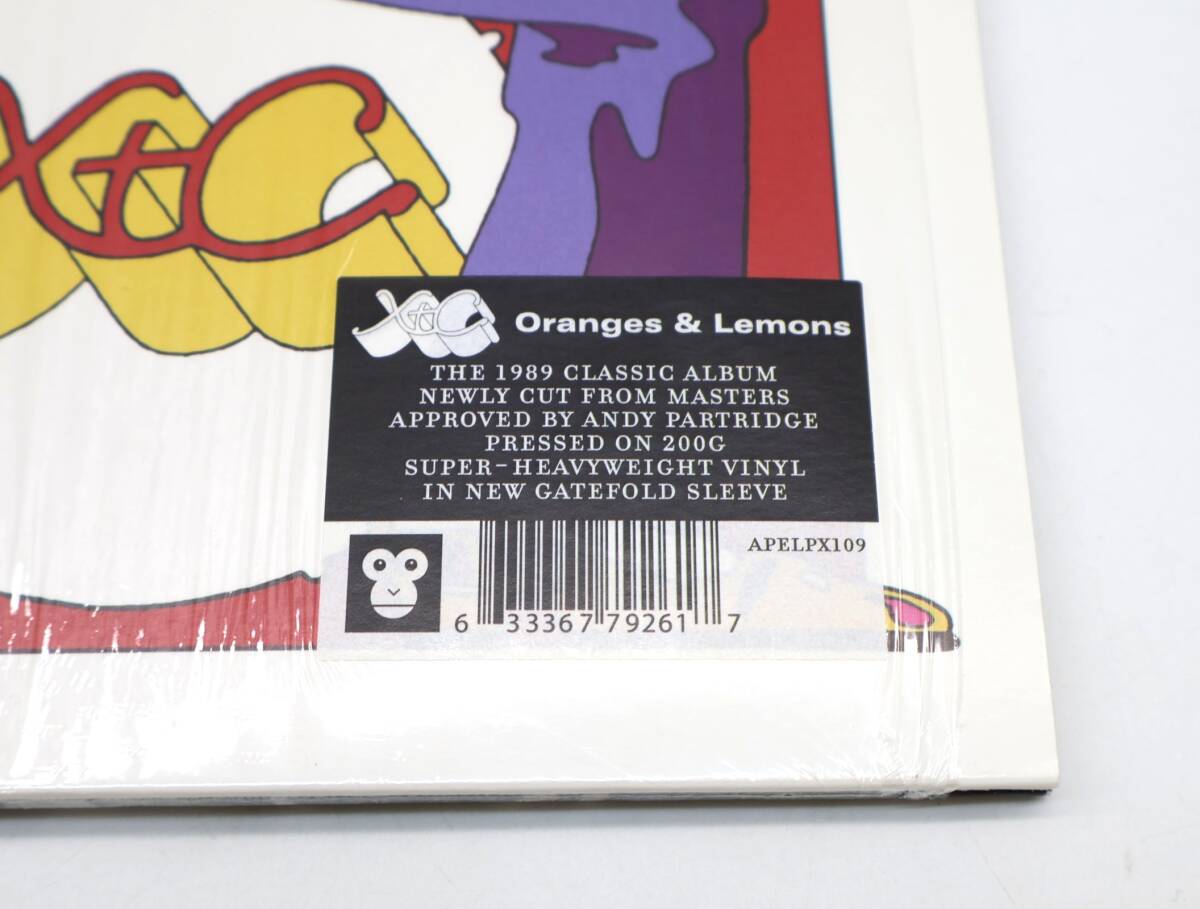 XTC
XTC Oranges & Lemons
THE 1989 CLASSIC ALBUM
NEWLY CUT FROM MASTERS
APPROVED BY ANDY PARTRIDGE
PRESSED ON 200G
SUPER-HEAVYWEIGHT VINYL
IN NEW GATEFOLD SLEEVE
APELPX109
6 33367 79261 7